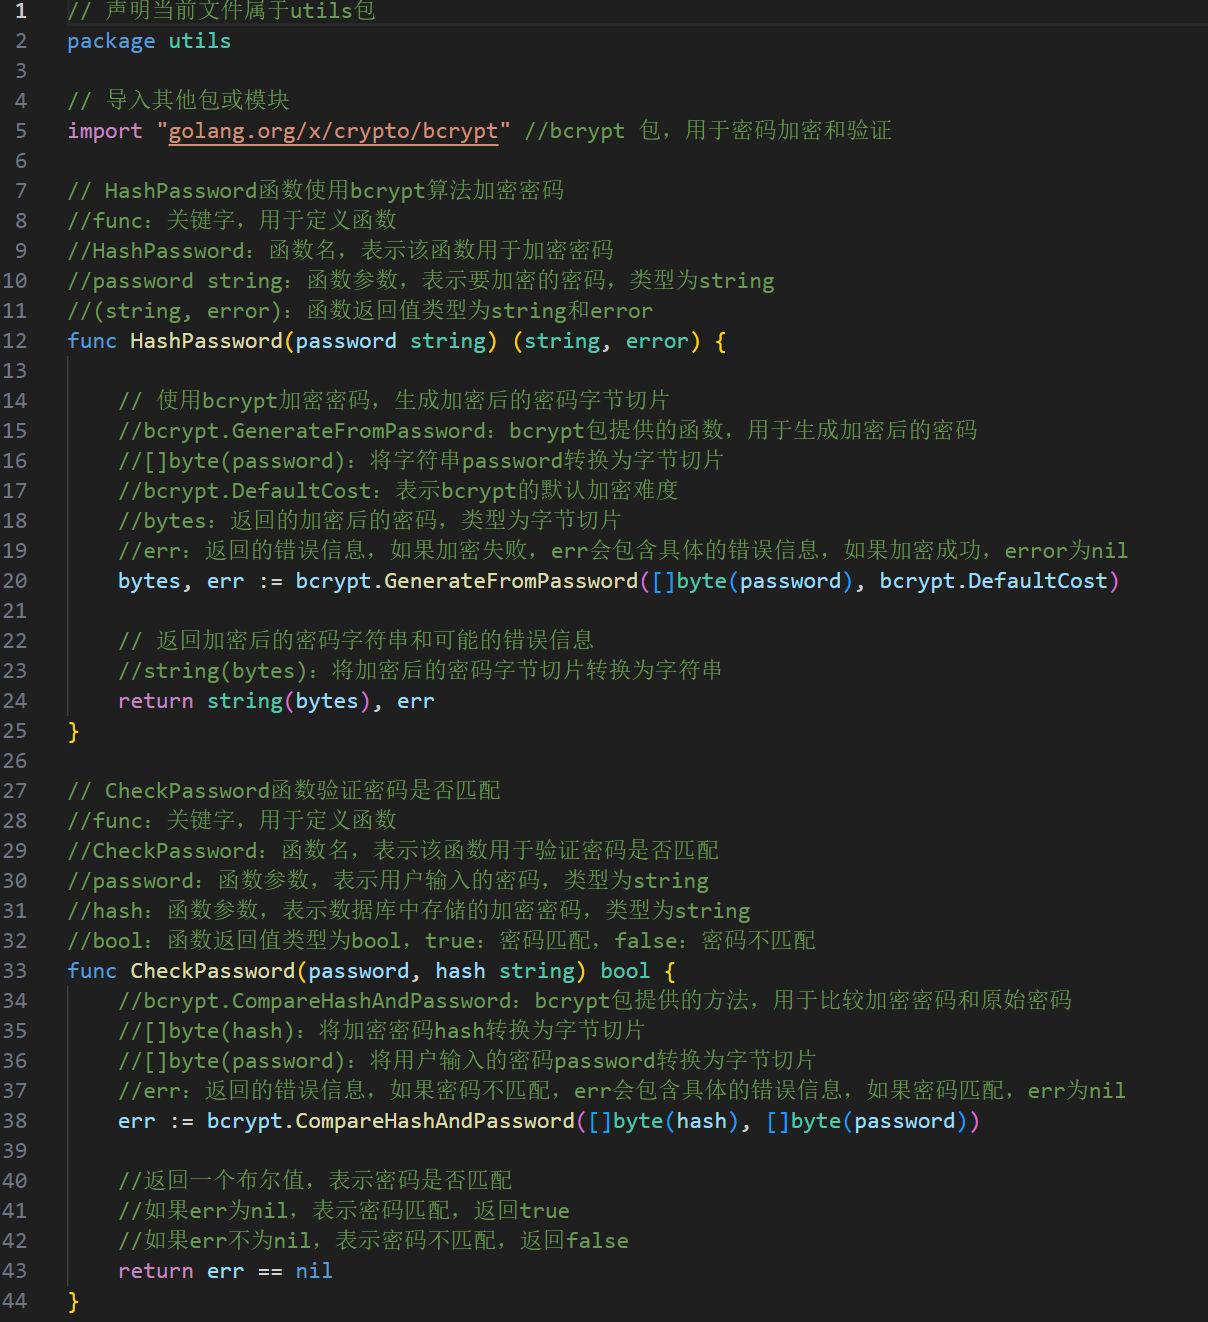 1 // 声明当前文件属于utils包
2 package utils
3
4 // 导入其他包或模块
5 import "golang.org/x/crypto/bcrypt" //bcrypt 包，用于密码加密和验证
6
7 // HashPassword函数使用bcrypt算法加密密码
8 //func：关键字，用于定义函数
9 //HashPassword：函数名，表示该函数用于加密密码
10 //password string：函数参数，表示要加密的密码，类型为string
11 //(string, error)：函数返回值类型为string和error
12 func HashPassword(password string) (string, error) {
13
14     // 使用bcrypt加密密码，生成加密后的密码字节切片
15     //bcrypt.GenerateFromPassword：bcrypt包提供的函数，用于生成加密后的密码
16     //[]byte(password)：将字符串password转换为字节切片
17     //bcrypt.DefaultCost：表示bcrypt的默认加密难度
18     //bytes：返回的加密后的密码，类型为字节切片
19     //err：返回的错误信息，如果加密失败，err会包含具体的错误信息，如果加密成功，error为nil
20     bytes, err := bcrypt.GenerateFromPassword([]byte(password), bcrypt.DefaultCost)
21
22     // 返回加密后的密码字符串和可能的错误信息
23     //string(bytes)：将加密后的密码字节切片转换为字符串
24     return string(bytes), err
25 }
26
27 // CheckPassword函数验证密码是否匹配
28 //func：关键字，用于定义函数
29 //CheckPassword：函数名，表示该函数用于验证密码是否匹配
30 //password：函数参数，表示用户输入的密码，类型为string
31 //hash：函数参数，表示数据库中存储的加密密码，类型为string
32 //bool：函数返回值类型为bool，true：密码匹配，false：密码不匹配
33 func CheckPassword(password, hash string) bool {
34     //bcrypt.CompareHashAndPassword：bcrypt包提供的方法，用于比较加密密码和原始密码
35     //[]byte(hash)：将加密密码hash转换为字节切片
36     //[]byte(password)：将用户输入的密码password转换为字节切片
37     //err：返回的错误信息，如果密码不匹配，err会包含具体的错误信息，如果密码匹配，err为nil
38     err := bcrypt.CompareHashAndPassword([]byte(hash), []byte(password))
39
40     //返回一个布尔值，表示密码是否匹配
41     //如果err为nil，表示密码匹配，返回true
42     //如果err不为nil，表示密码不匹配，返回false
43     return err == nil
44 }